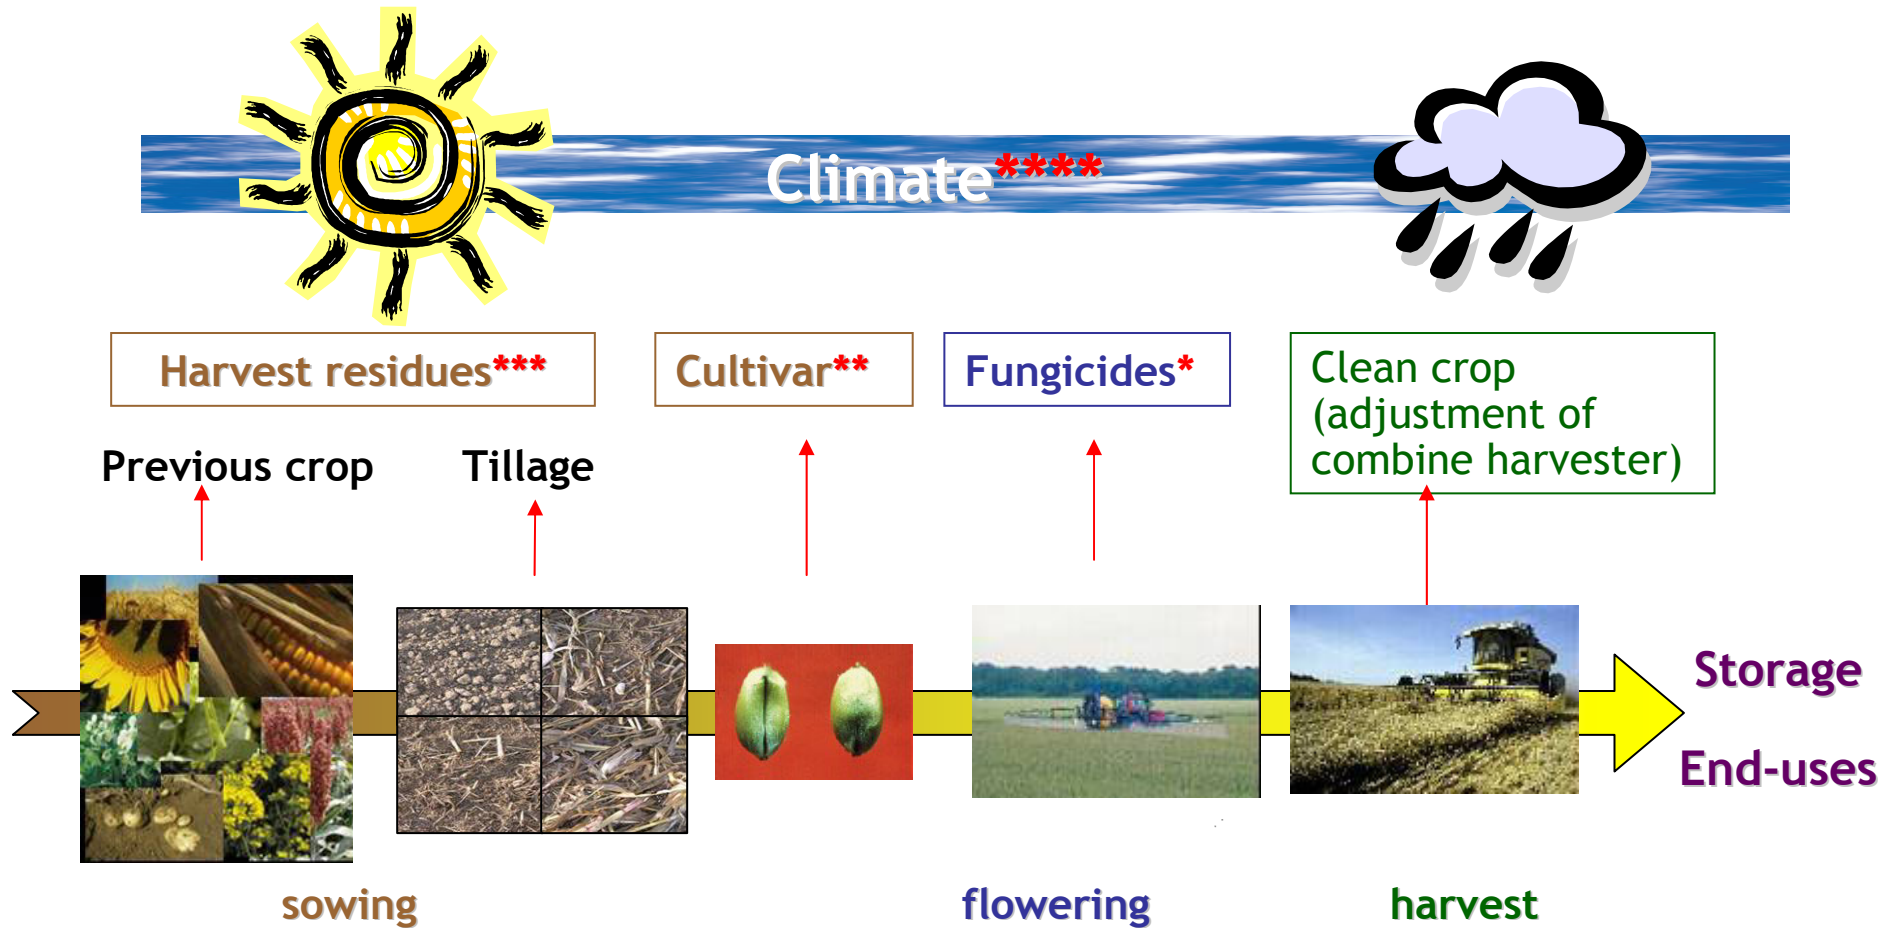 Climate****
Harvest residues***
Cultivar**
Fungicides*
Clean crop
(adjustment of
combine harvester)
Previous crop
Tillage
Storage
End-uses
sowing
flowering
harvest